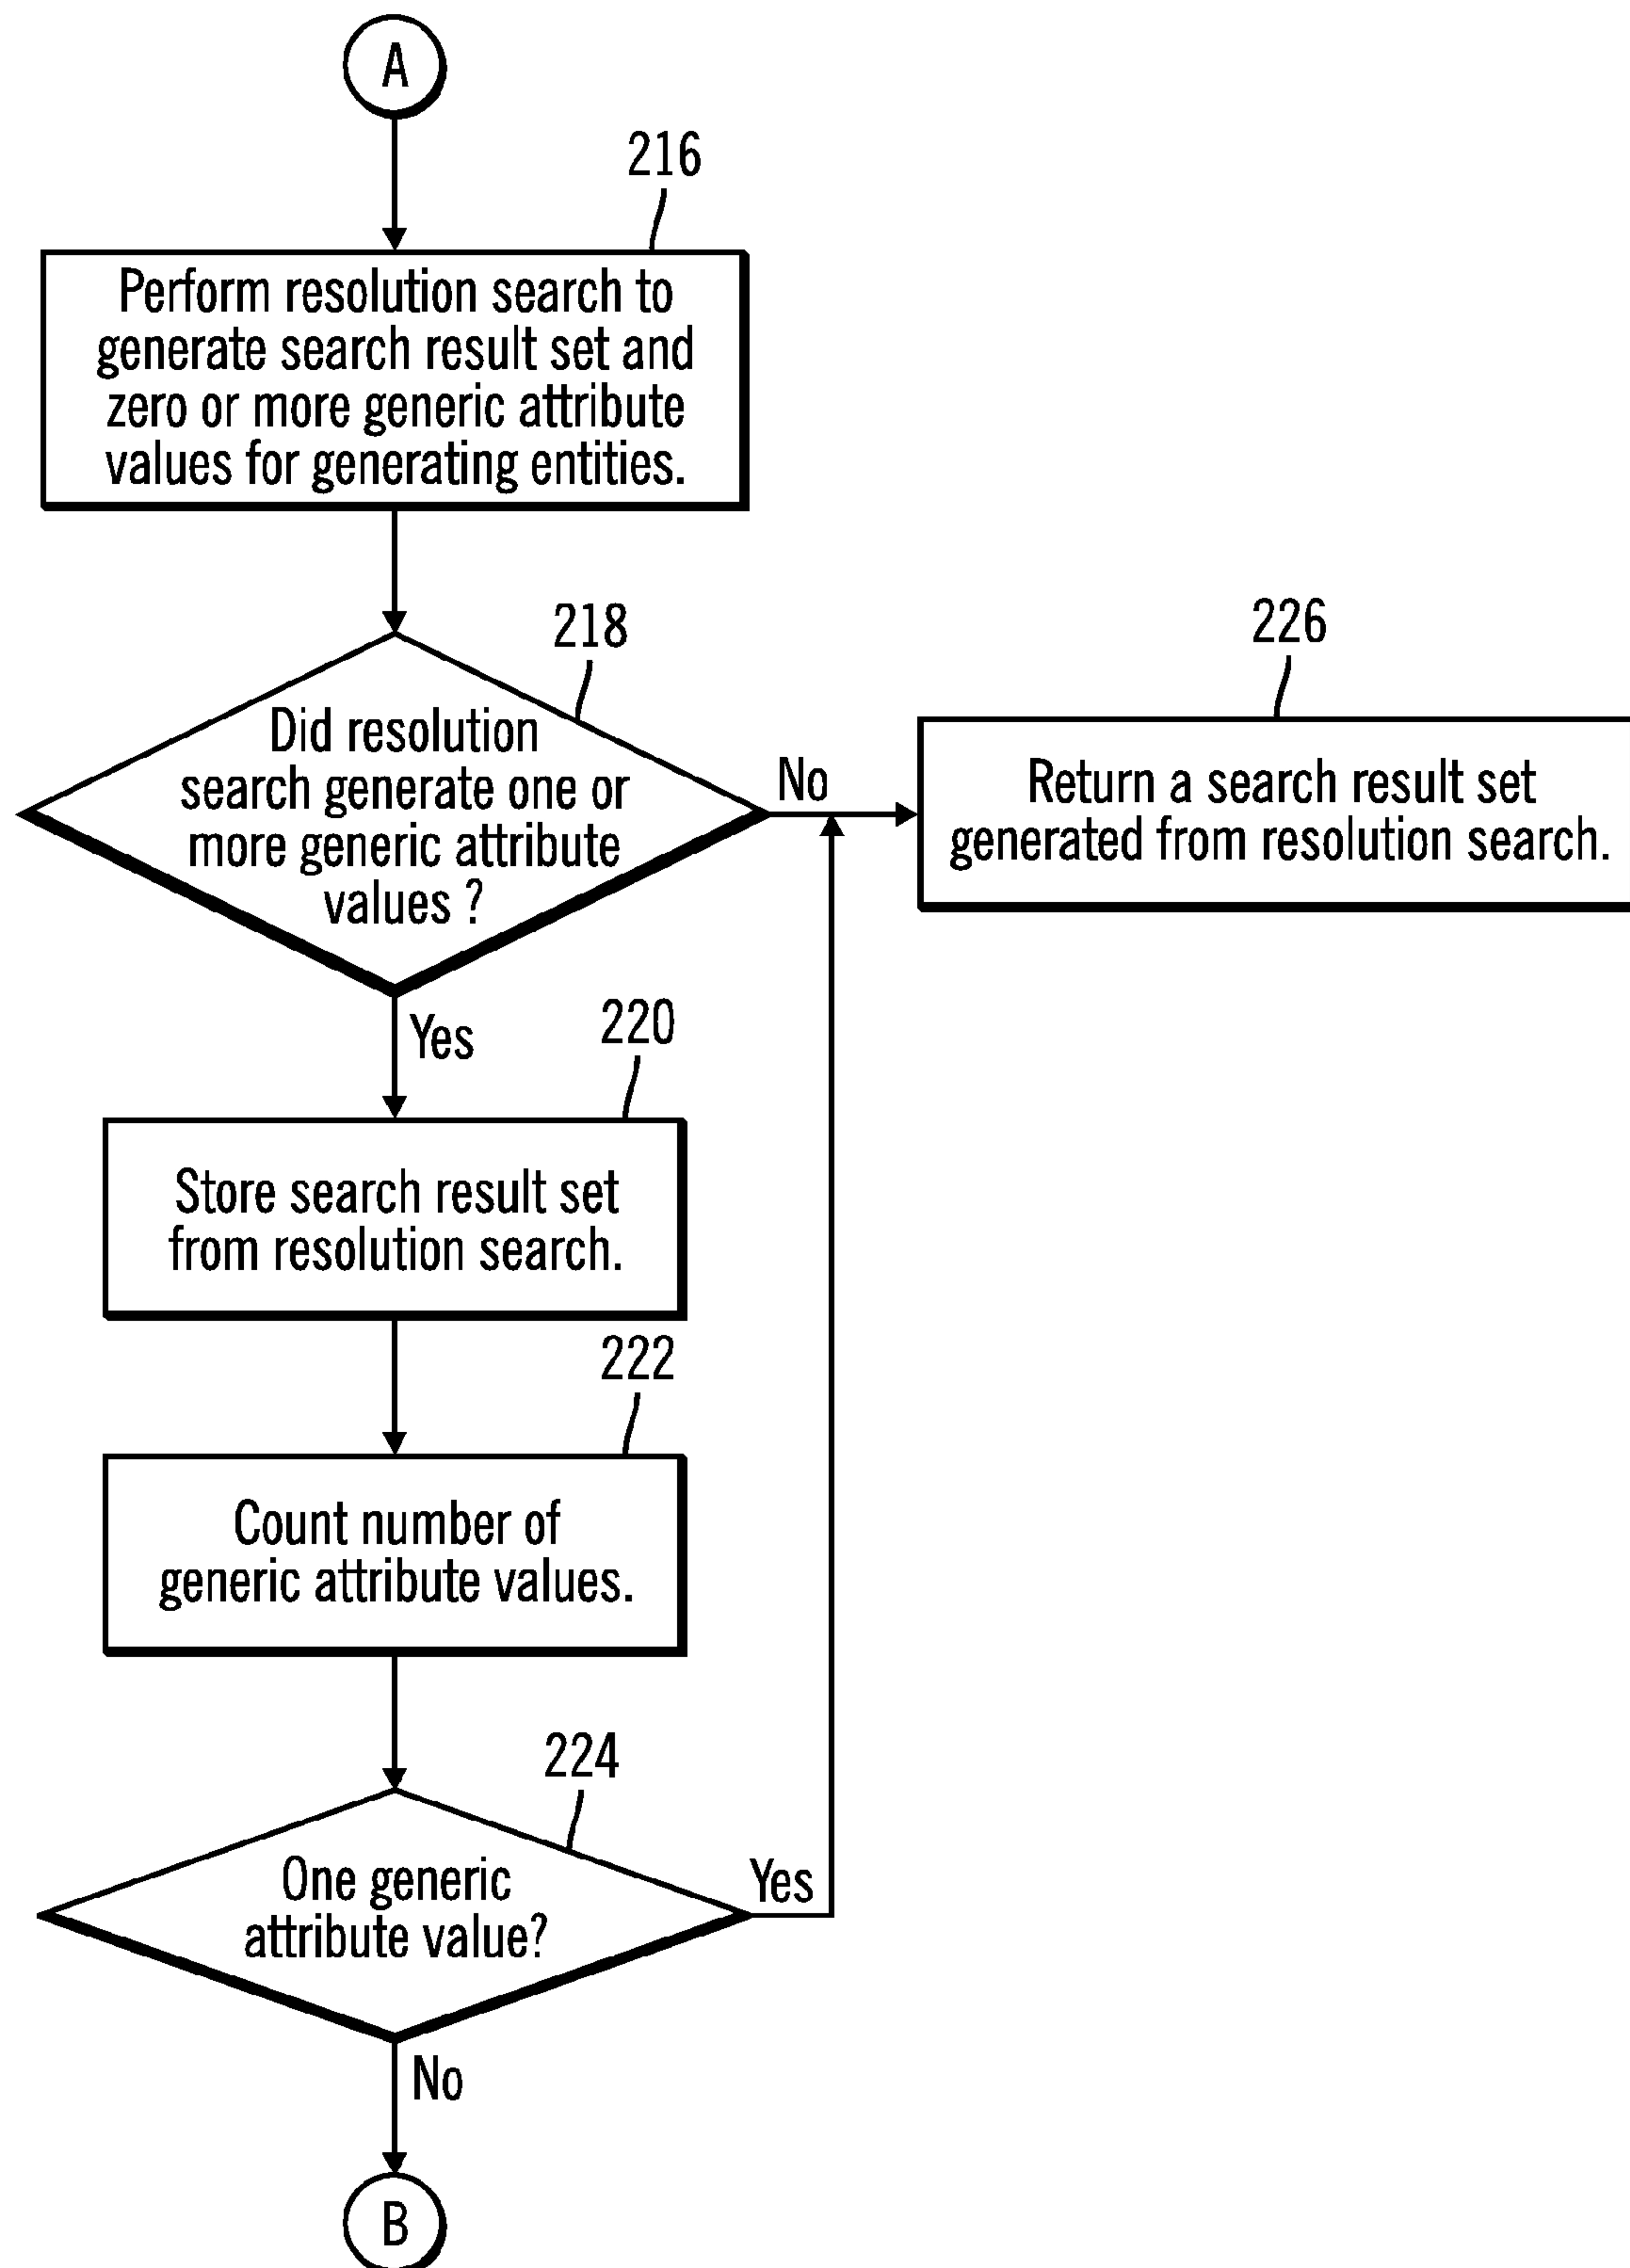 A
216
Perform resolution search to
generate search result set and
zero or more generic attribute
values for generating entities.
218
Did resolution
search generate one or
more generic attribute
values ?
No
226
Return a search result set
generated from resolution search.
Yes
220
Store search result set
from resolution search.
222
Count number of
generic attribute values.
224
One generic
attribute value?
Yes
No
B